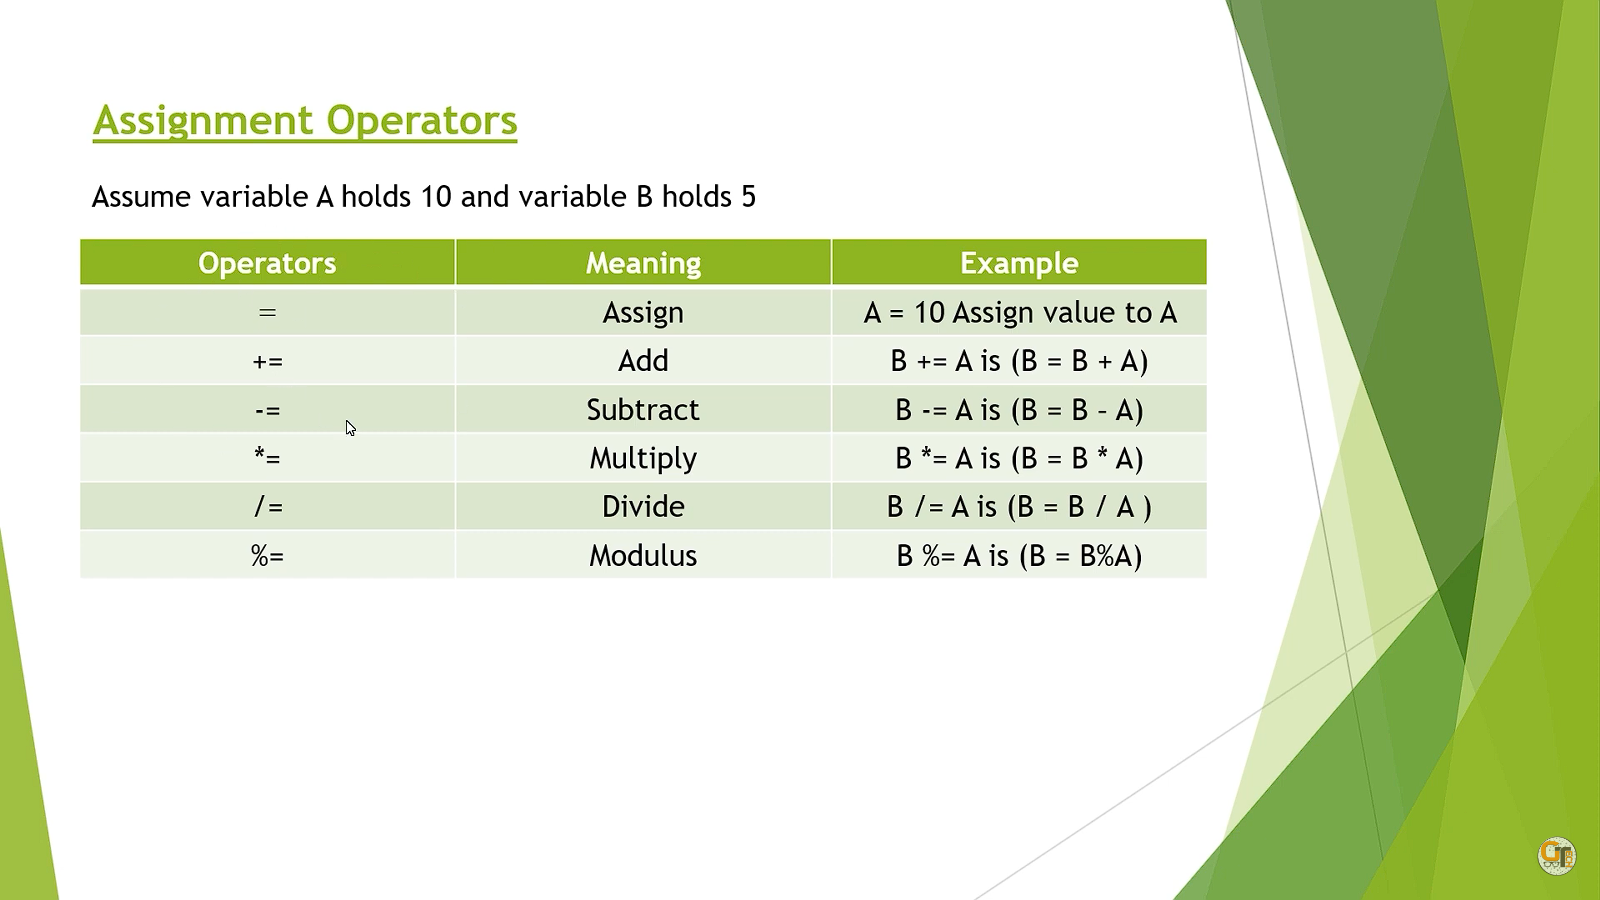 Assignment Operators
Assume variable A holds 10 and variable B holds 5
Operators Meaning Example
= Assign A = 10 Assign value to A
+= Add B += A is (B = B + A)
-= Subtract B -= A is (B = B – A)
*= Multiply B *= A is (B = B * A)
/= Divide B /= A is (B = B / A )
%= Modulus B %= A is (B = B%A)